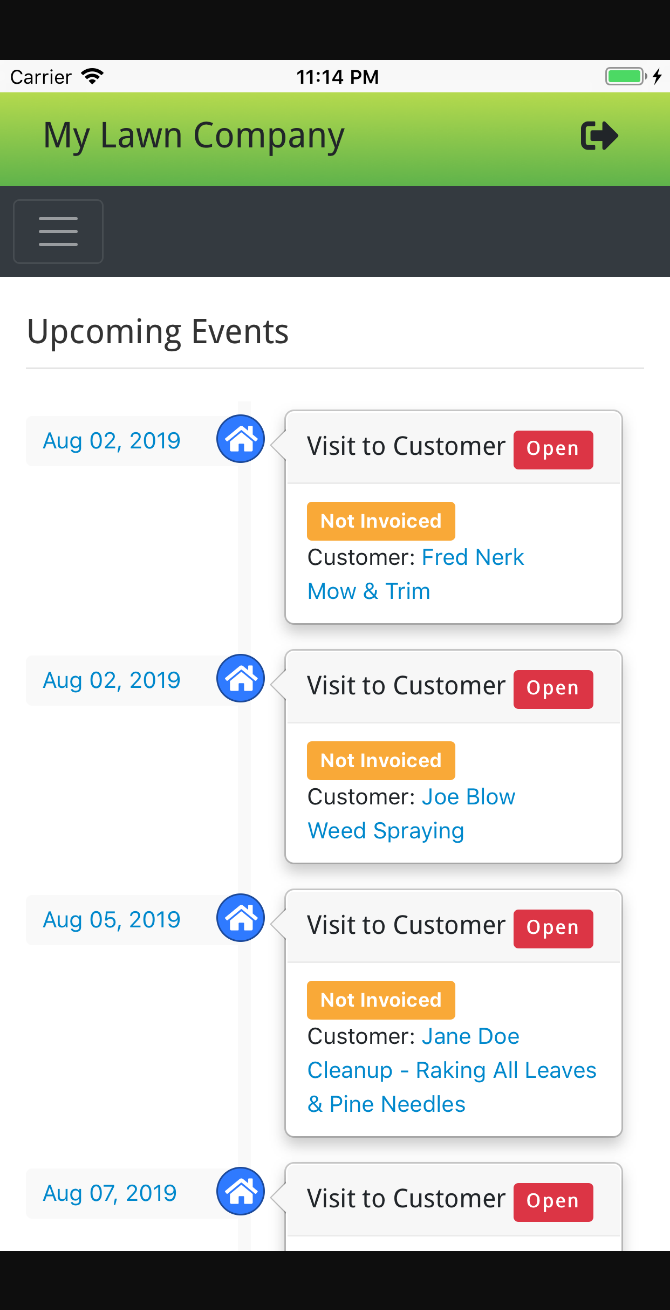 Carrier 11:14 PM
My Lawn Company
Upcoming Events
Aug 02, 2019
Visit to Customer Open
Not Invoiced
Customer: Fred Nerk
Mow & Trim
Aug 02, 2019
Visit to Customer Open
Not Invoiced
Customer: Joe Blow
Weed Spraying
Aug 05, 2019
Visit to Customer Open
Not Invoiced
Customer: Jane Doe
Cleanup - Raking All Leaves
& Pine Needles
Aug 07, 2019
Visit to Customer Open